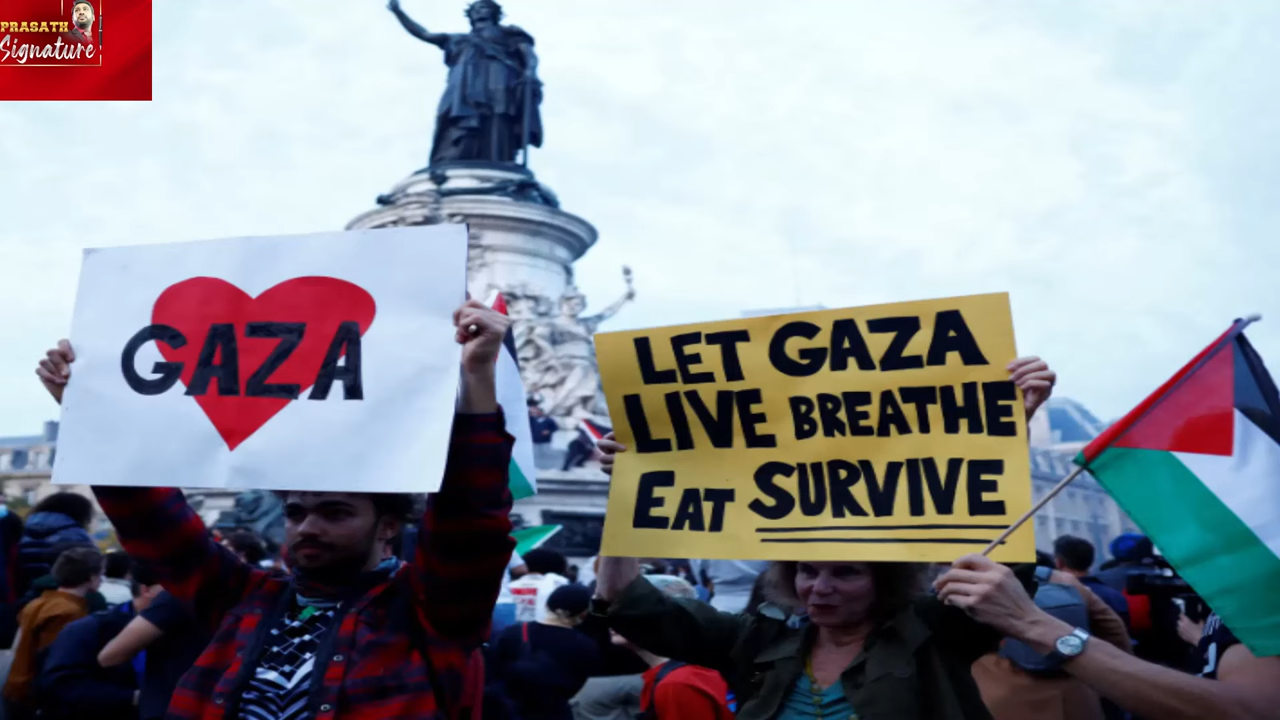 PRASATH
Signature
GAZA
LET GAZA
LIVE BREATHE
EAT SURVIVE